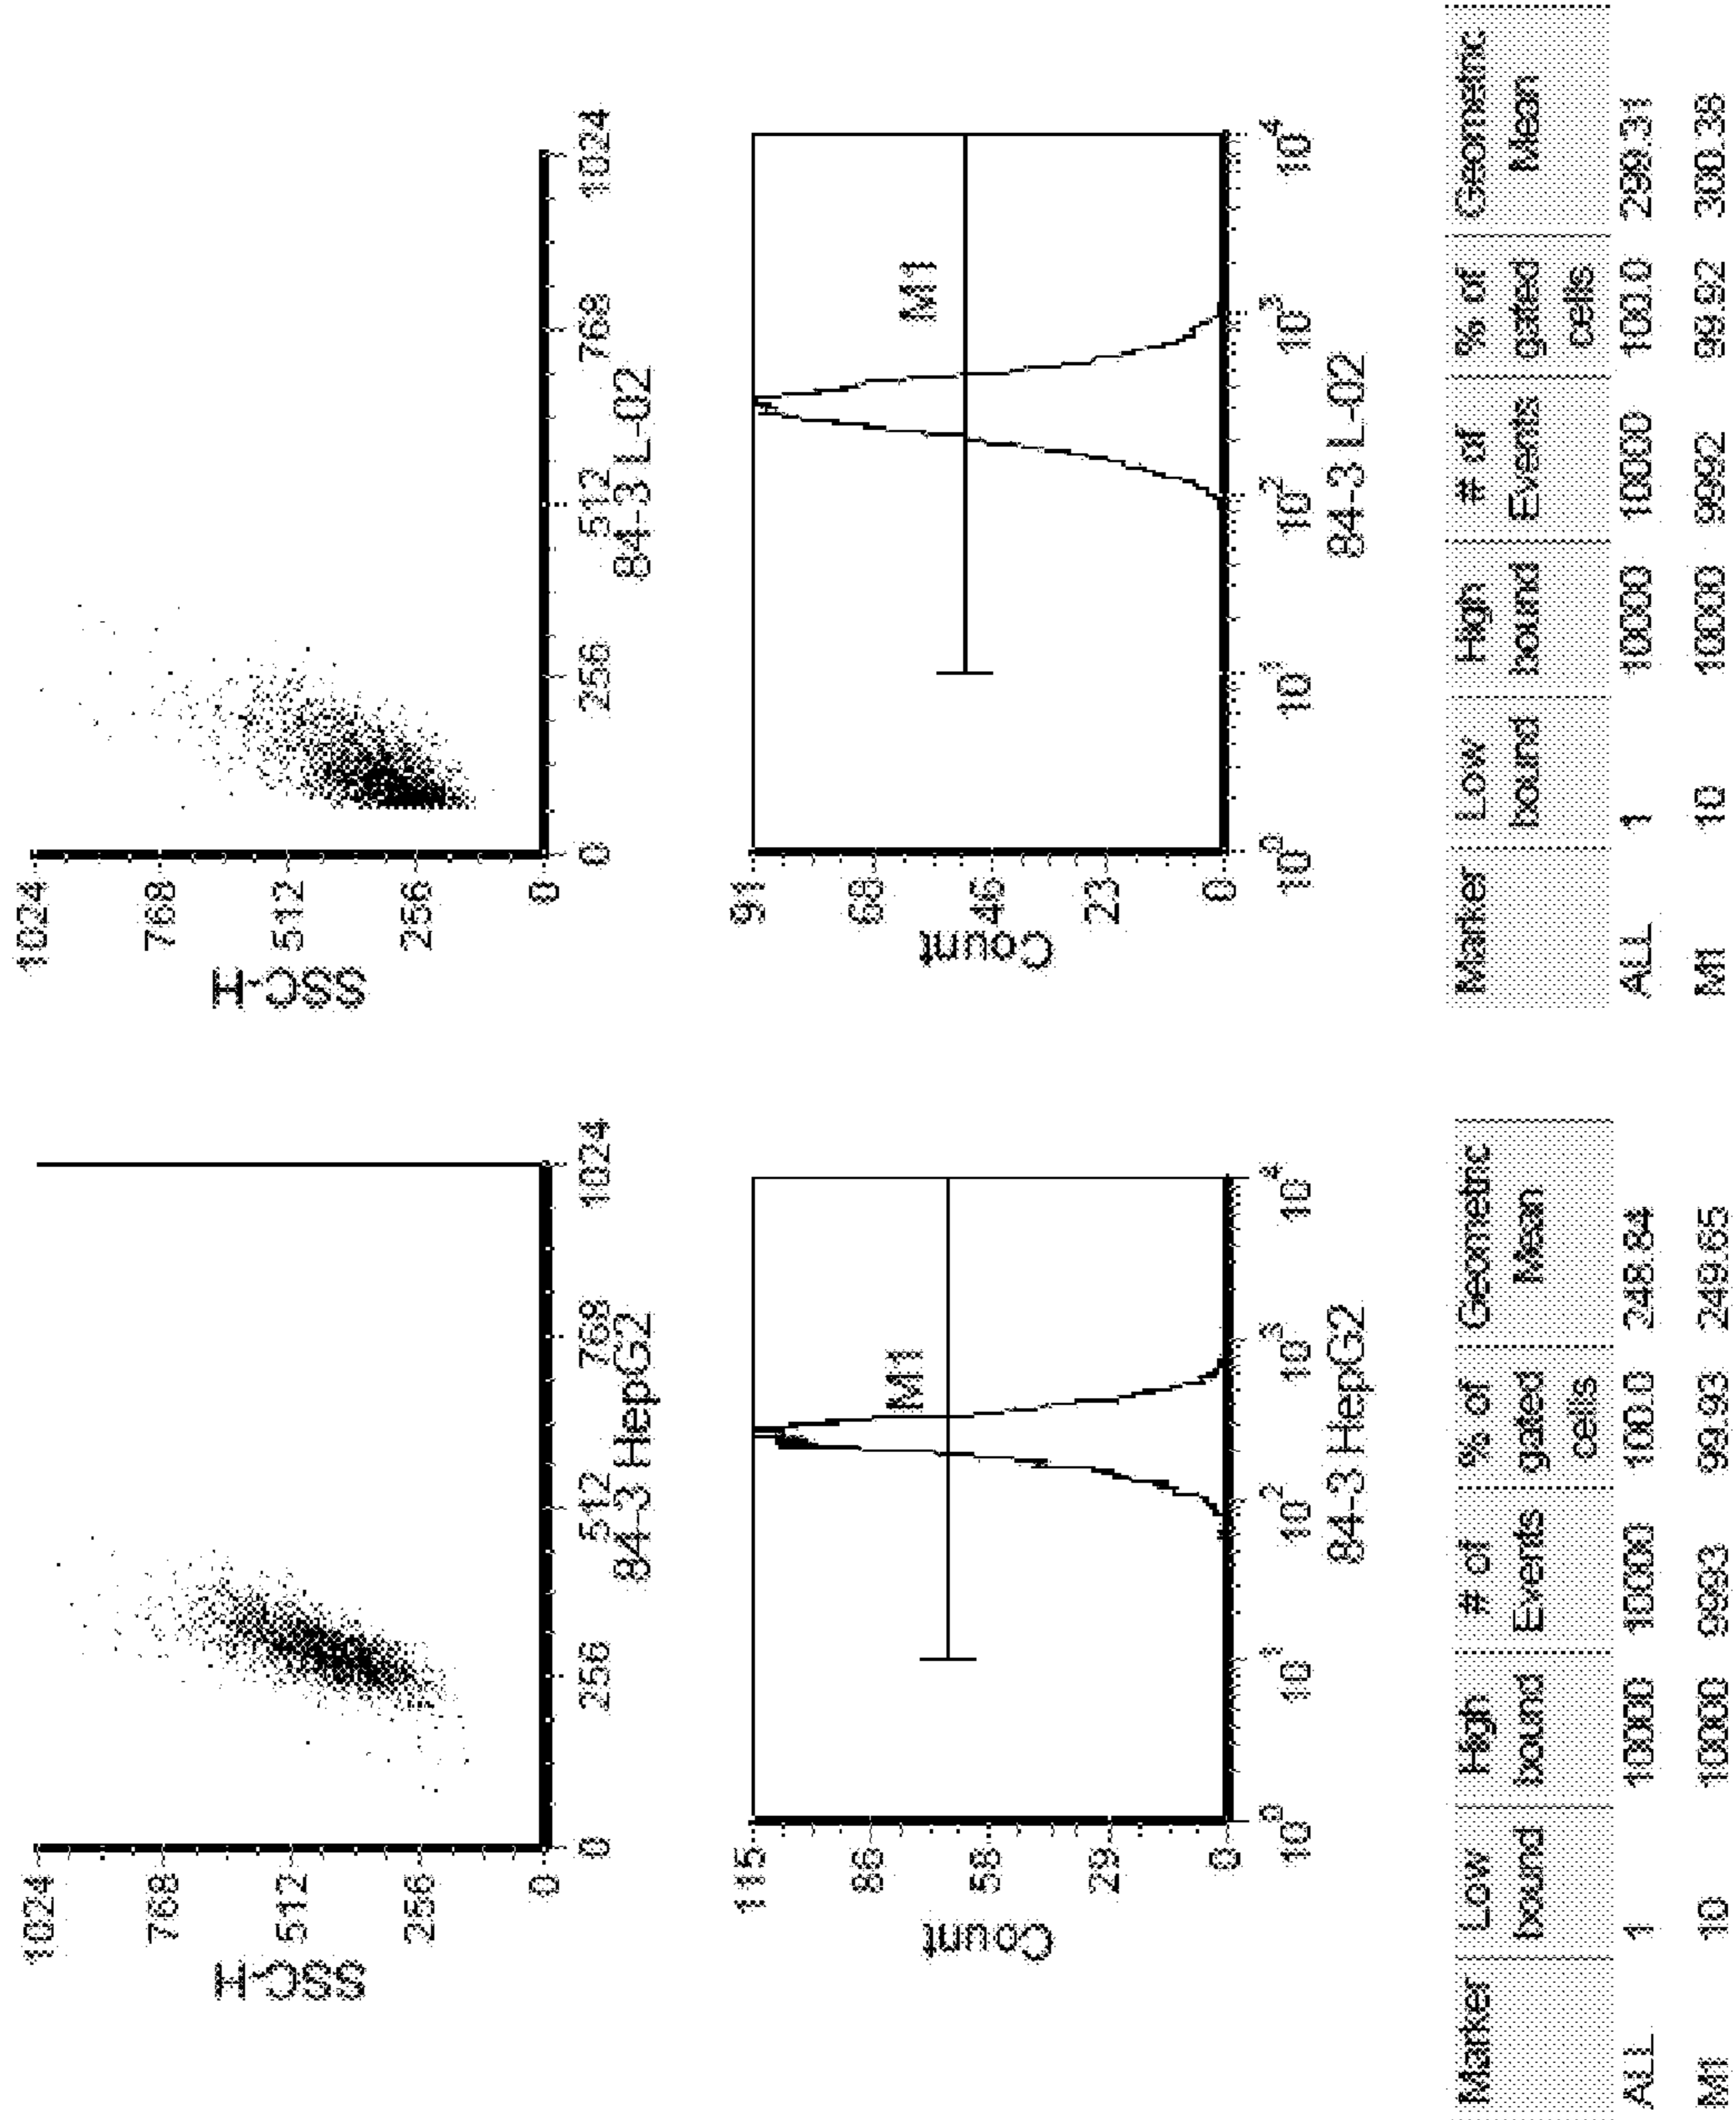 1024
768
512
256
0
SSC-H
0 256 512 768 1024
84-3 HepG2
1024
768
512
256
0
SSC-H
0 256 512 768 1024
84-3 L-02
115
86
58
29
0
Count
M1
10^0 10^1 10^2 10^3 10^4
84-3 HepG2
91
68
46
23
0
Count
M1
10^0 10^1 10^2 10^3 10^4
84-3 L-02
Marker Low bound High bound # of Events % of gated cells Geometric Mean
ALL 1 10000 10000 100.0 248.84
M1 10 10000 9993 99.93 249.65
Marker Low bound High bound # of Events % of gated cells Geometric Mean
ALL 1 10000 10000 100.0 299.31
M1 10 10000 9992 99.92 300.38